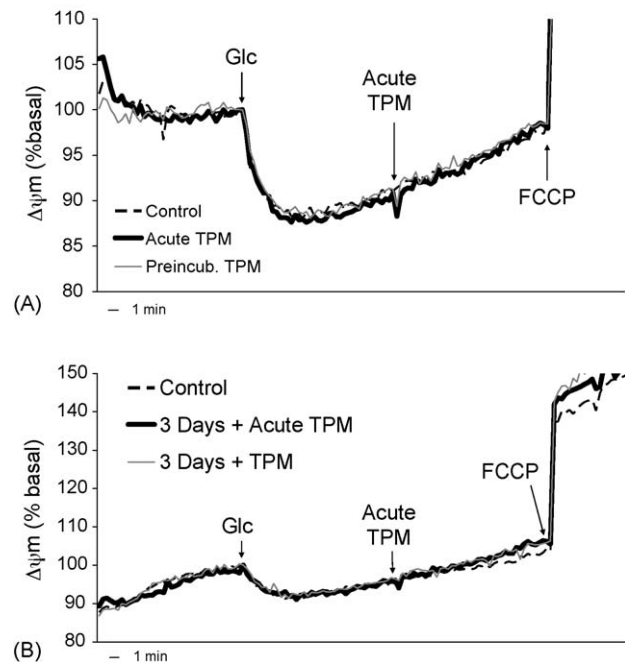 110
105
100
95
90
85
80
Δψm (%basal)
Glc
Acute
TPM
FCCP
Control
Acute TPM
Preincub. TPM
(A)
1 min
150
140
130
120
110
100
90
80
Δψm (% basal)
Control
3 Days + Acute TPM
3 Days + TPM
Glc
Acute
TPM
FCCP
(B)
1 min